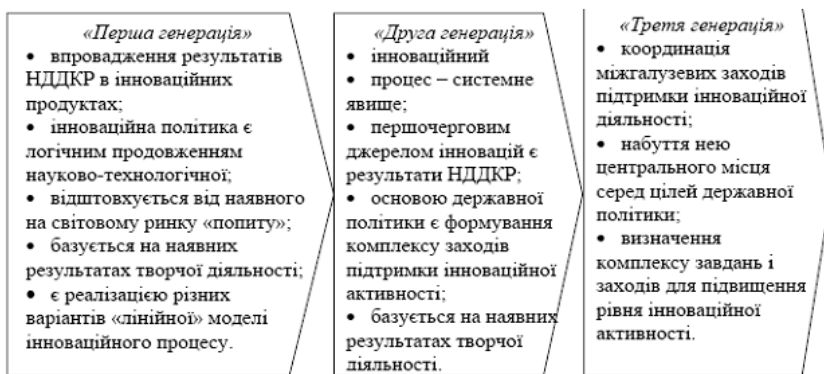 «Перша генерація»
• впровадження результатів
НДДКР в інноваційних
продуктах;
• інноваційна політика є
логічним продовженням
науково-технологічної;
• відштовхується від наявного
на світовому ринку «попиту»;
• базується на наявних
результатах творчої діяльності;
• є реалізацією різних
варіантів «лінійної» моделі
інноваційного процесу.
«Друга генерація»
• інноваційний
• процес – системне
явище;
• першочерговим
джерелом інновацій є
результати НДДКР;
• основою державної
політики є формування
комплексу заходів
підтримки інноваційної
активності;
• базується на наявних
результатах творчої
діяльності.
«Третя генерація»
• координація
міжгалузевих заходів
підтримки інноваційної
діяльності;
• набуття нею
центрального місця
серед цілей державної
політики;
• визначення
комплексу завдань і
заходів для підвищення
рівня інноваційної
активності.